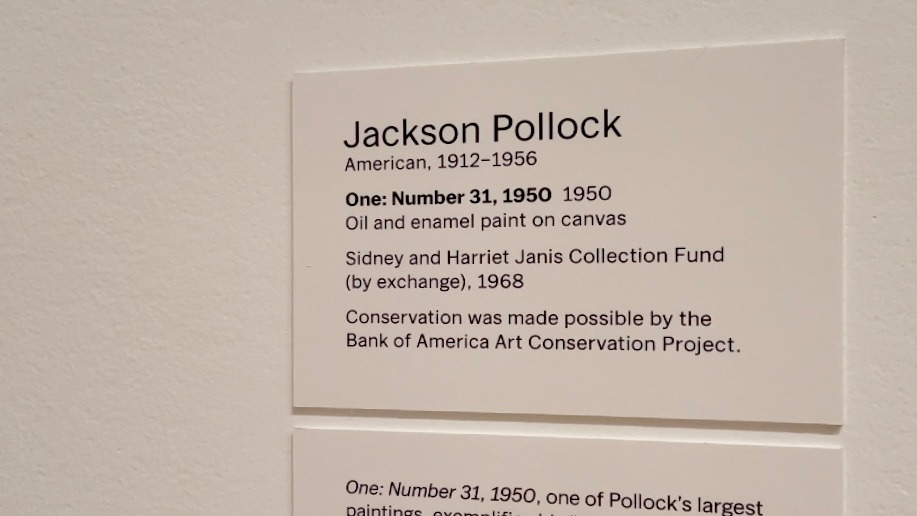 Jackson Pollock
American, 1912–1956
One: Number 31, 1950 1950
Oil and enamel paint on canvas
Sidney and Harriet Janis Collection Fund
(by exchange), 1968
Conservation was made possible by the
Bank of America Art Conservation Project.
One: Number 31, 1950, one of Pollock's largest
paintings,